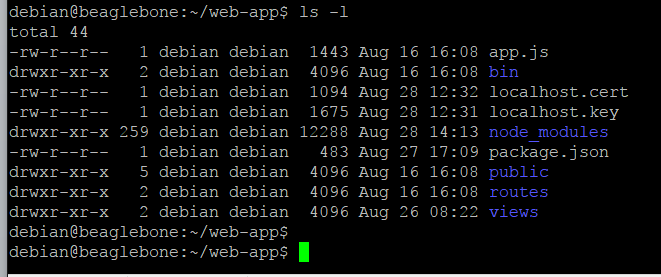 debian@beaglebone:~/web-app$ ls -l
total 44
-rw-r--r--   1 debian debian  1443 Aug 16 16:08 app.js
drwxr-xr-x   2 debian debian  4096 Aug 16 16:08 bin
-rw-r--r--   1 debian debian  1094 Aug 28 12:32 localhost.cert
-rw-r--r--   1 debian debian  1675 Aug 28 12:31 localhost.key
drwxr-xr-x 259 debian debian 12288 Aug 28 14:13 node_modules
-rw-r--r--   1 debian debian   483 Aug 27 17:09 package.json
drwxr-xr-x   5 debian debian  4096 Aug 16 16:08 public
drwxr-xr-x   2 debian debian  4096 Aug 16 16:08 routes
drwxr-xr-x   2 debian debian  4096 Aug 26 08:22 views
debian@beaglebone:~/web-app$
debian@beaglebone:~/web-app$